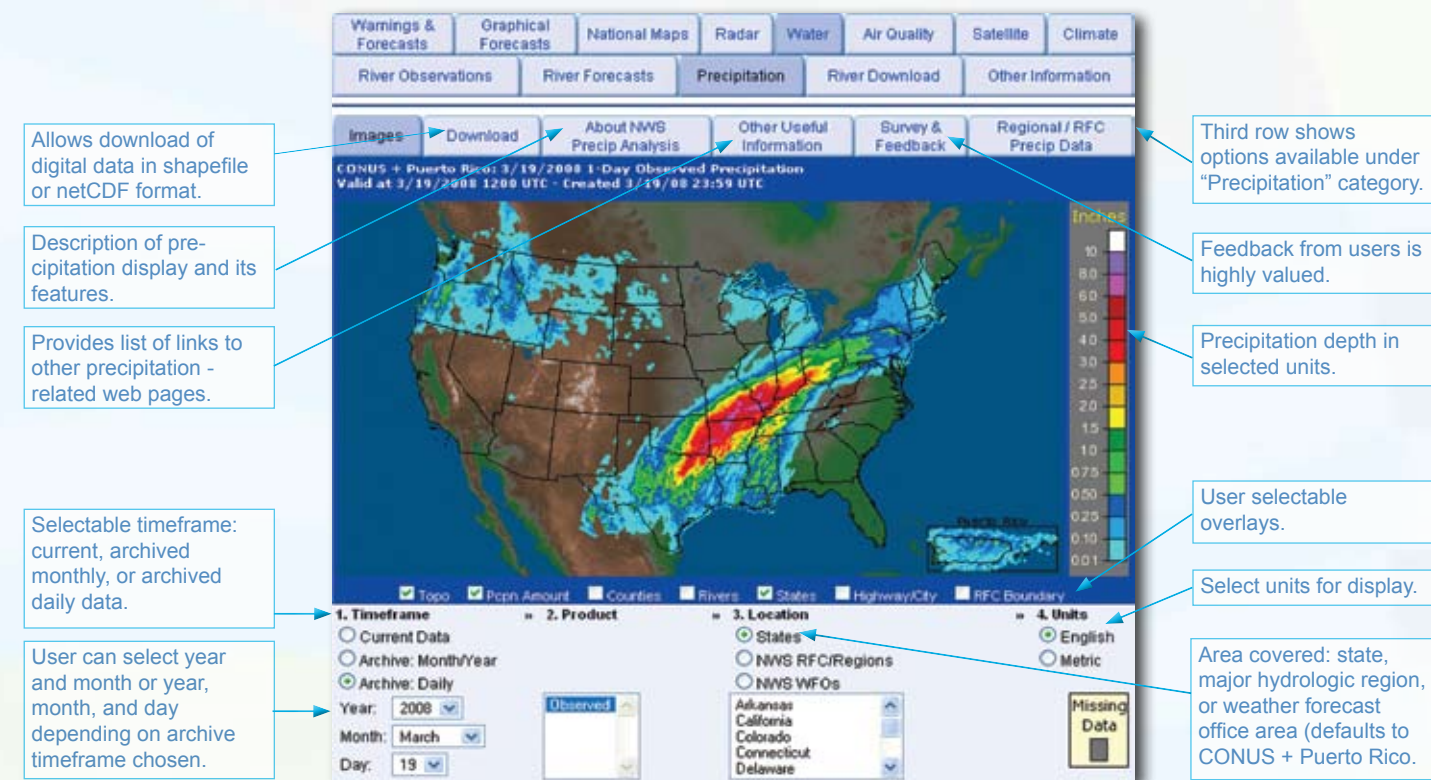 Warnings & Forecasts
Graphical Forecasts
National Maps
Radar
Water
Air Quality
Satellite
Climate
River Observations
River Forecasts
Precipitation
River Download
Other Information
Images
Download
About NWS Precip Analysis
Other Useful Information
Survey & Feedback
Regional / RFC Precip Data
CONUS + Puerto Rico: 3/19/2008 1-Day Observed Precipitation
Valid at 3/19/2008 1200 UTC - Created 3/19/08 23:59 UTC
Inches
10
8.0
6.0
5.0
4.0
3.0
2.5
2.0
1.5
1.0
0.75
0.50
0.25
0.10
0.01
Puerto Rico
Topo
Pcpn Amount
Counties
Rivers
States
Highway/City
RFC Boundary
1. Timeframe
» 2. Product
» 3. Location
» 4. Units
Current Data
Archive: Month/Year
Archive: Daily
Year: 2008
Month: March
Day: 19
Observed
States
NWS RFC/Regions
NWS WFOs
Arkansas
California
Colorado
Connecticut
Delaware
English
Metric
Missing
Data
Allows download of
digital data in shapefile
or netCDF format.
Description of pre-
cipitation display and its
features.
Provides list of links to
other precipitation -
related web pages.
Selectable timeframe:
current, archived
monthly, or archived
daily data.
User can select year
and month or year,
month, and day
depending on archive
timeframe chosen.
Third row shows
options available under
“Precipitation” category.
Feedback from users is
highly valued.
Precipitation depth in
selected units.
User selectable
overlays.
Select units for display.
Area covered: state,
major hydrologic region,
or weather forecast
office area (defaults to
CONUS + Puerto Rico.